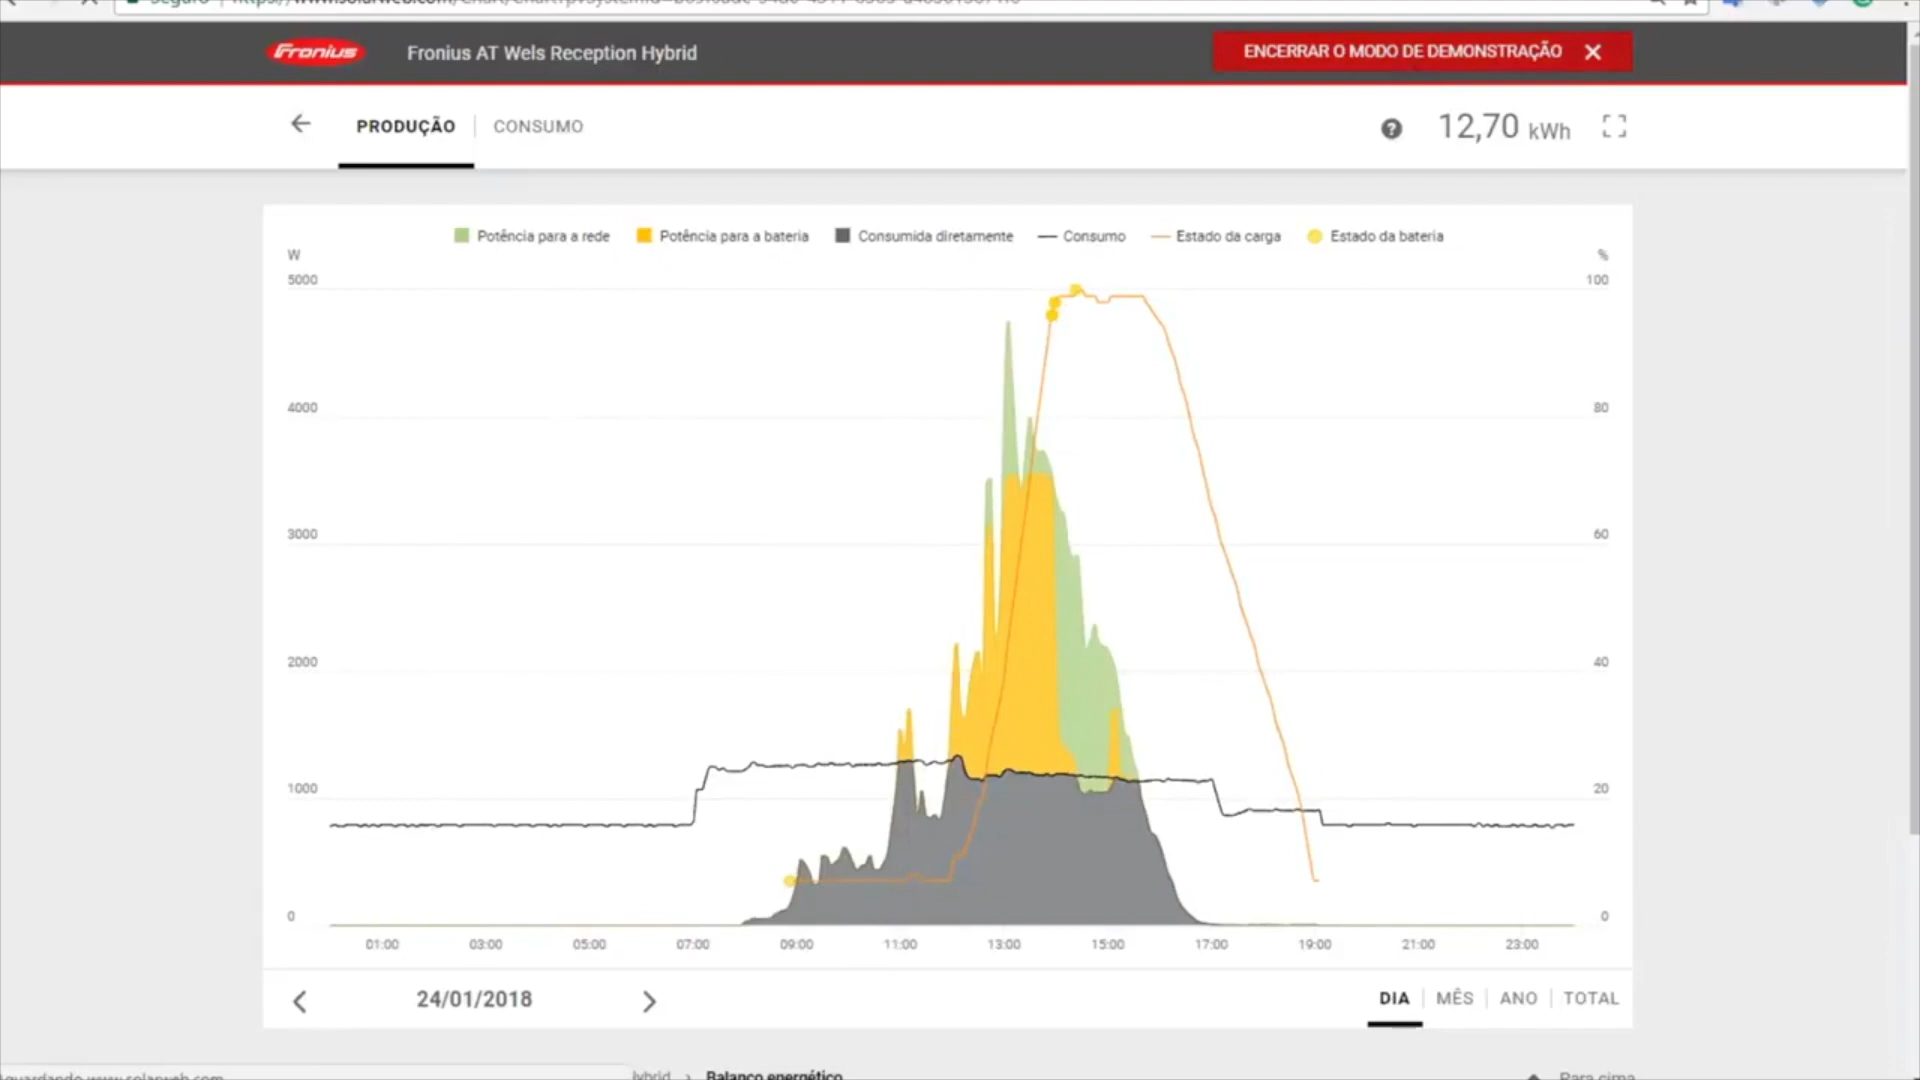 Fronius
Fronius AT Wels Reception Hybrid
ENCERRAR O MODO DE DEMONSTRAÇÃO
PRODUÇÃO
CONSUMO
12,70 kWh
Potência para a rede
Potência para a bateria
Consumida diretamente
Consumo
Estado da carga
Estado da bateria
W
%
5000
100
4000
80
3000
60
2000
40
1000
20
0
0
01:00 03:00 05:00 07:00 09:00 11:00 13:00 15:00 17:00 19:00 21:00 23:00
24/01/2018
DIA
MÊS
ANO
TOTAL
Balanço energético
Para cima